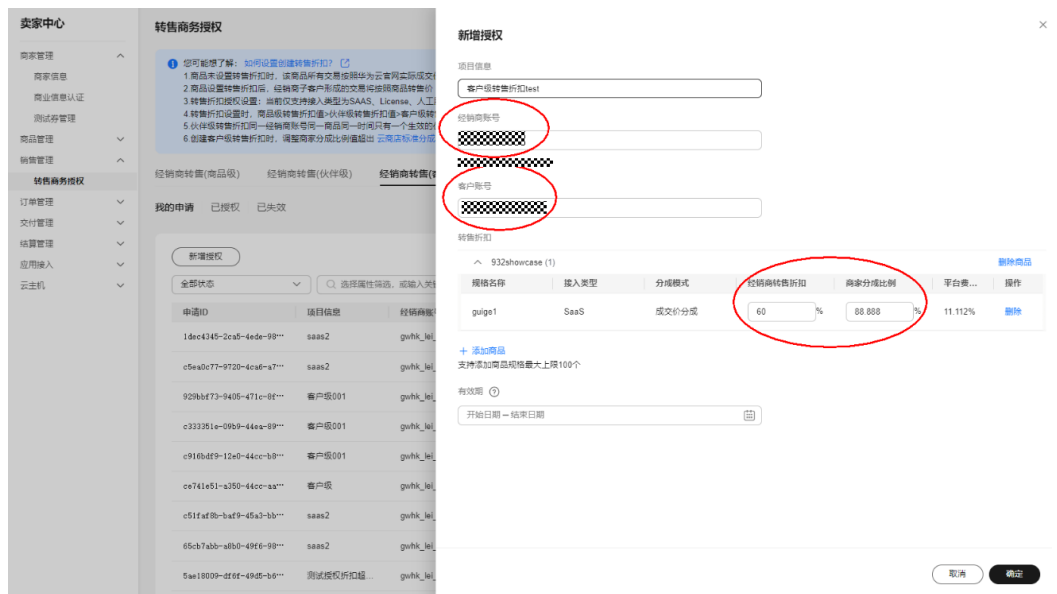 卖家中心
商家管理
商家信息
商业信息认证
测试券管理
商品管理
销售管理
转售商务授权
订单管理
交付管理
结算管理
应用接入
云主机
转售商务授权
您可能想了解： 如何设置创建转售折扣？
1.商品未设置转售折扣时，该商品所有交易按照华为云官网实际成交
2.商品设置转售折扣后，经销商子客户形成的交易将按照商品转售价
3.转售折扣授权设置：当前仅支持接入类型为SAAS、License、人工
4.转售折扣设置时，商品级转售折扣值>伙伴级转售折扣值>客户级转
5.伙伴级转售折扣同一经销商账号同一商品同一时间只有一个生效的
6.创建客户级转售折扣时，调整商家分成比例值超出 云商店标准分成
经销商转售(商品级) 经销商转售(伙伴级) 经销商转售(
我的申请 已授权 已失效
新增授权
全部状态 选择属性筛选，或输入关
申请ID 项目信息 经销商账
1dec4345-2ca5-4ede-98··· saas2 gwhk_lei_
c5ea0c77-9720-4ca6-a7··· saas2 gwhk_lei_
929bbf73-9405-471c-8f··· 客户级001 gwhk_lei_
c333351e-09b9-44ea-89··· 客户级001 gwhk_lei_
c916bdf9-12e0-44cc-b8··· 客户级001 gwhk_lei_
ce741e51-a350-44cc-aa··· 客户级 gwhk_lei_
c51faf8b-baf9-45a3-bb··· saas2 gwhk_lei_
65cb7abb-a8b0-49f6-98··· saas2 gwhk_lei_
5ae18009-df6f-49d5-b6··· 测试授权折扣超... gwhk_lei_
新增授权
项目信息
客户级转售折扣test
经销商账号
客户账号
转售折扣
932showcase (1) 删除商品
规格名称 接入类型 分成模式 经销商转售折扣 商家分成比例 平台费... 操作
guige1 SaaS 成交价分成 60 % 88.888 % 11.112% 删除
+ 添加商品
支持添加商品规格最大上限100个
有效期
开始日期 – 结束日期
取消 确定